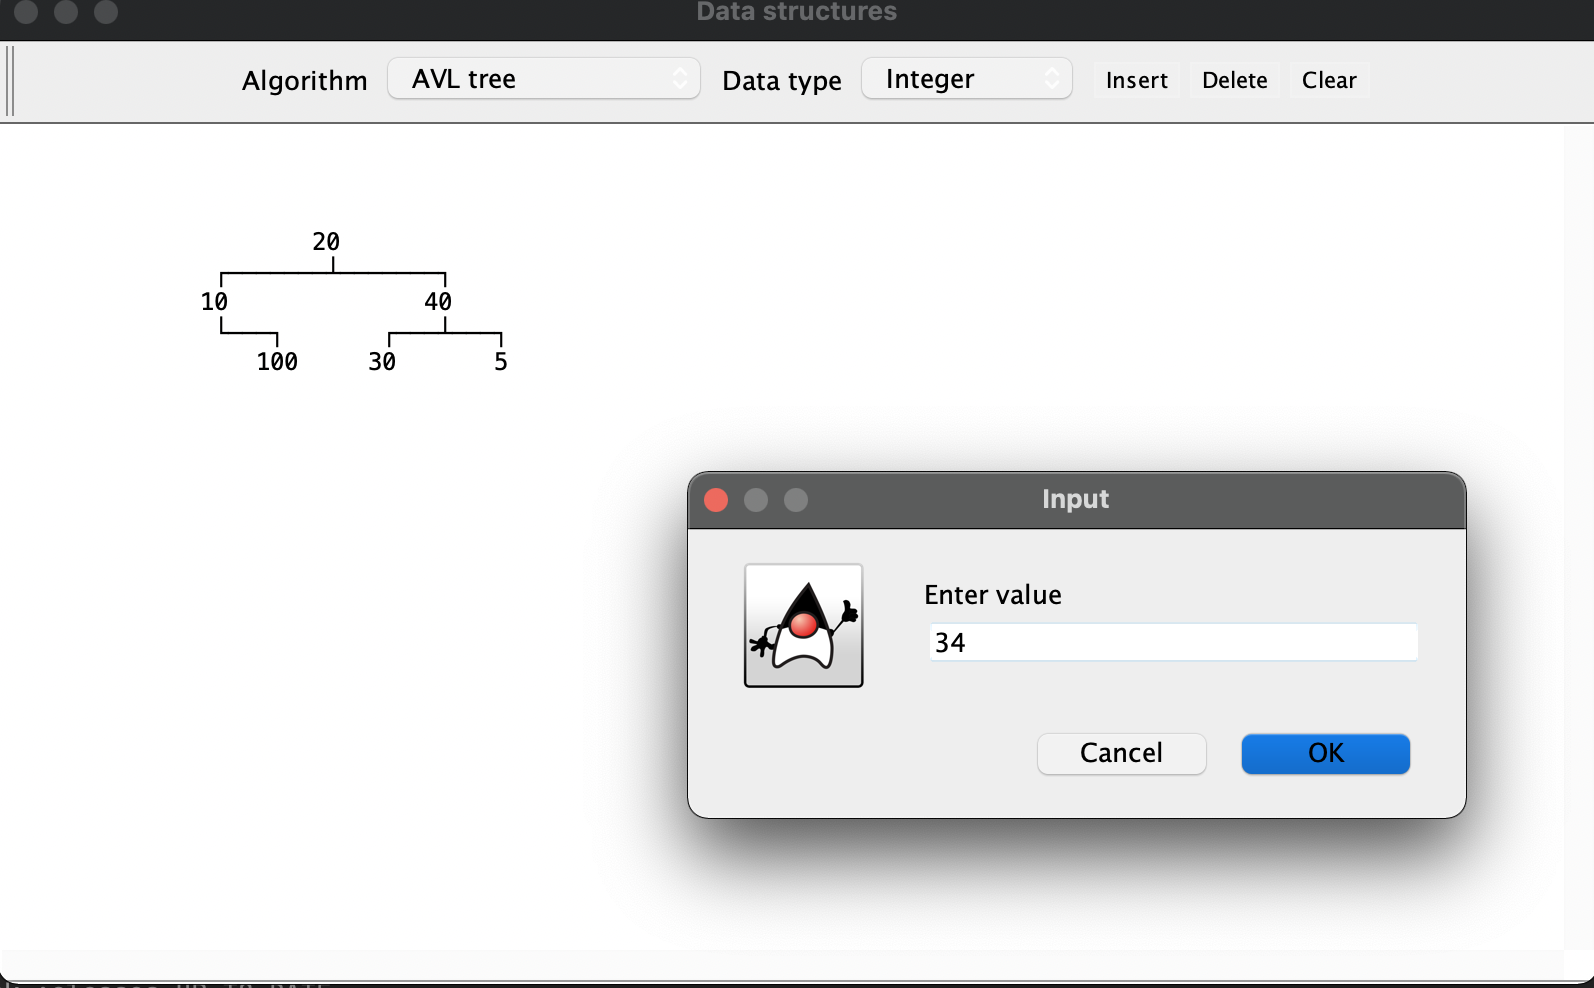 Data structures
Algorithm AVL tree Data type Integer Insert Delete Clear
20
10 40
100 30 5
Input
Enter value
34
Cancel OK